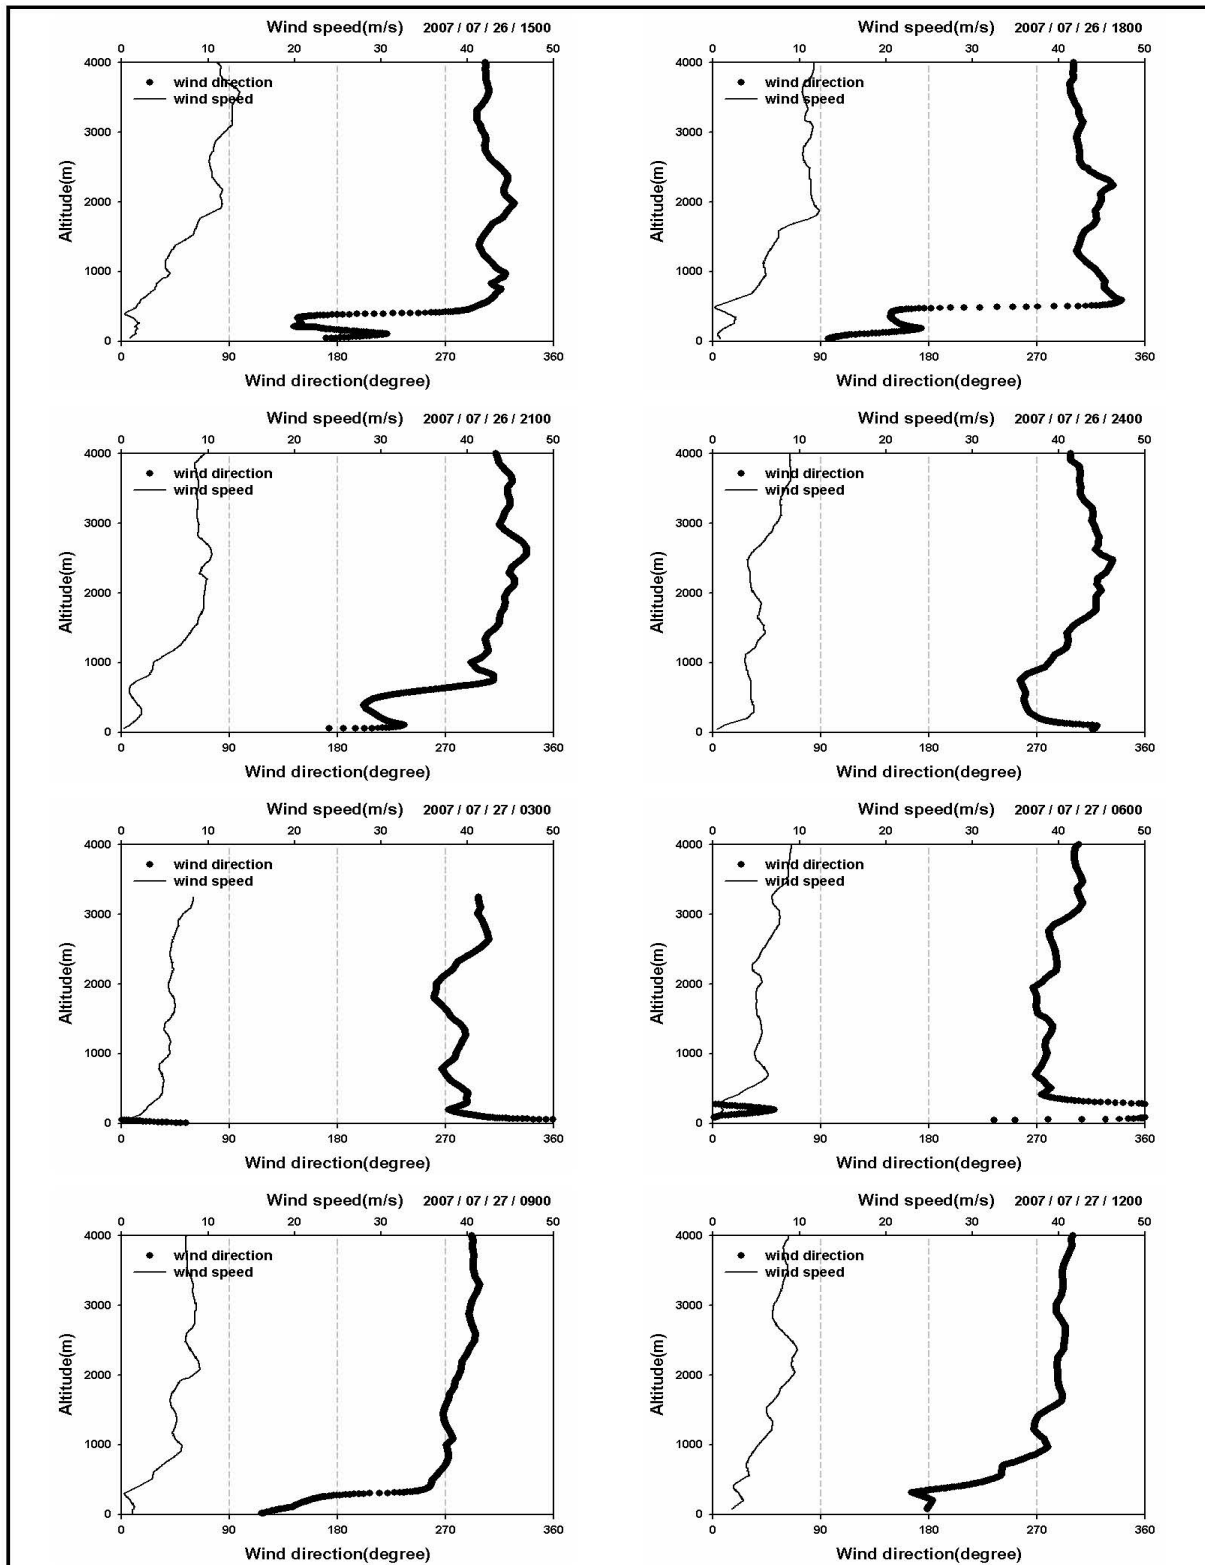 Wind speed(m/s) 2007 / 07 / 26 / 1500
0 10 20 30 40 50
4000
wind direction
wind speed
3000
2000
1000
0
Altitude(m)
0 90 180 270 360
Wind direction(degree)
Wind speed(m/s) 2007 / 07 / 26 / 1800
0 10 20 30 40 50
4000
wind direction
wind speed
3000
2000
1000
0
Altitude(m)
0 90 180 270 360
Wind direction(degree)
Wind speed(m/s) 2007 / 07 / 26 / 2100
0 10 20 30 40 50
4000
wind direction
wind speed
3000
2000
1000
0
Altitude(m)
0 90 180 270 360
Wind direction(degree)
Wind speed(m/s) 2007 / 07 / 26 / 2400
0 10 20 30 40 50
4000
wind direction
wind speed
3000
2000
1000
0
Altitude(m)
0 90 180 270 360
Wind direction(degree)
Wind speed(m/s) 2007 / 07 / 27 / 0300
0 10 20 30 40 50
4000
wind direction
wind speed
3000
2000
1000
0
Altitude(m)
0 90 180 270 360
Wind direction(degree)
Wind speed(m/s) 2007 / 07 / 27 / 0600
0 10 20 30 40 50
4000
wind direction
wind speed
3000
2000
1000
0
Altitude(m)
0 90 180 270 360
Wind direction(degree)
Wind speed(m/s) 2007 / 07 / 27 / 0900
0 10 20 30 40 50
4000
wind direction
wind speed
3000
2000
1000
0
Altitude(m)
0 90 180 270 360
Wind direction(degree)
Wind speed(m/s) 2007 / 07 / 27 / 1200
0 10 20 30 40 50
4000
wind direction
wind speed
3000
2000
1000
0
Altitude(m)
0 90 180 270 360
Wind direction(degree)